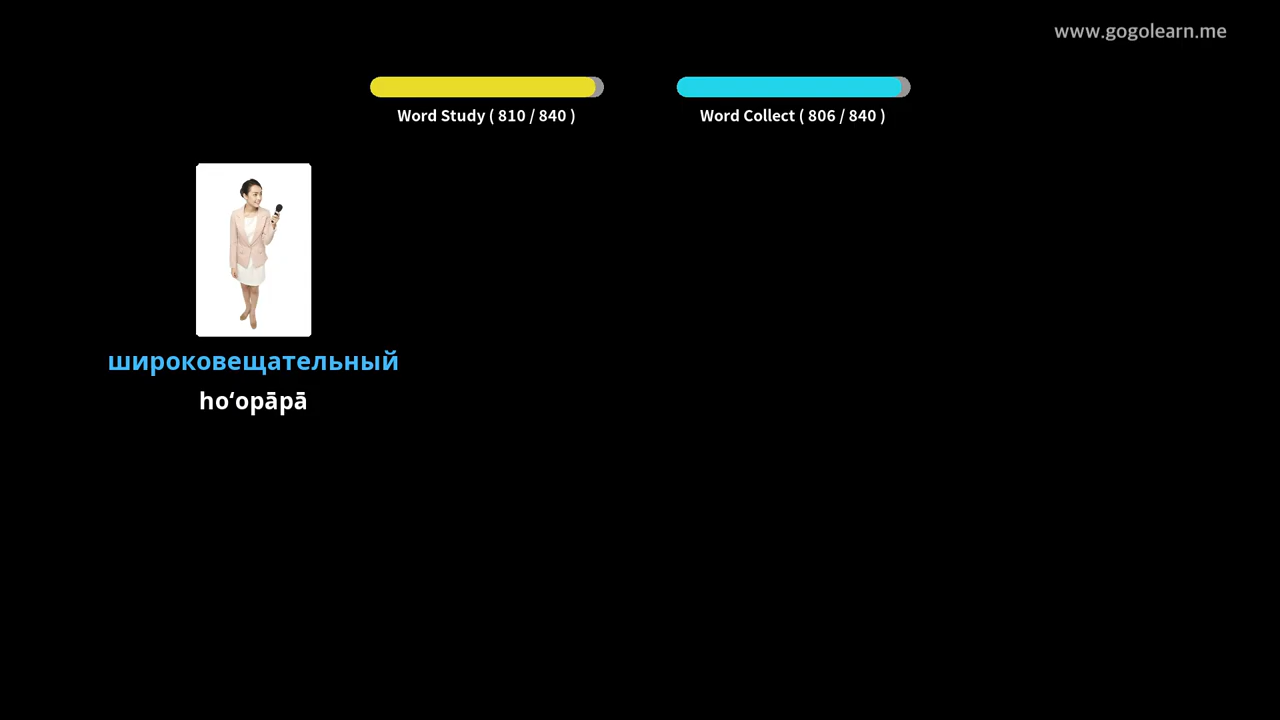 www.gogolearn.me
Word Study ( 810 / 840 )
Word Collect ( 806 / 840 )
широковещательный
hoʻopāpā